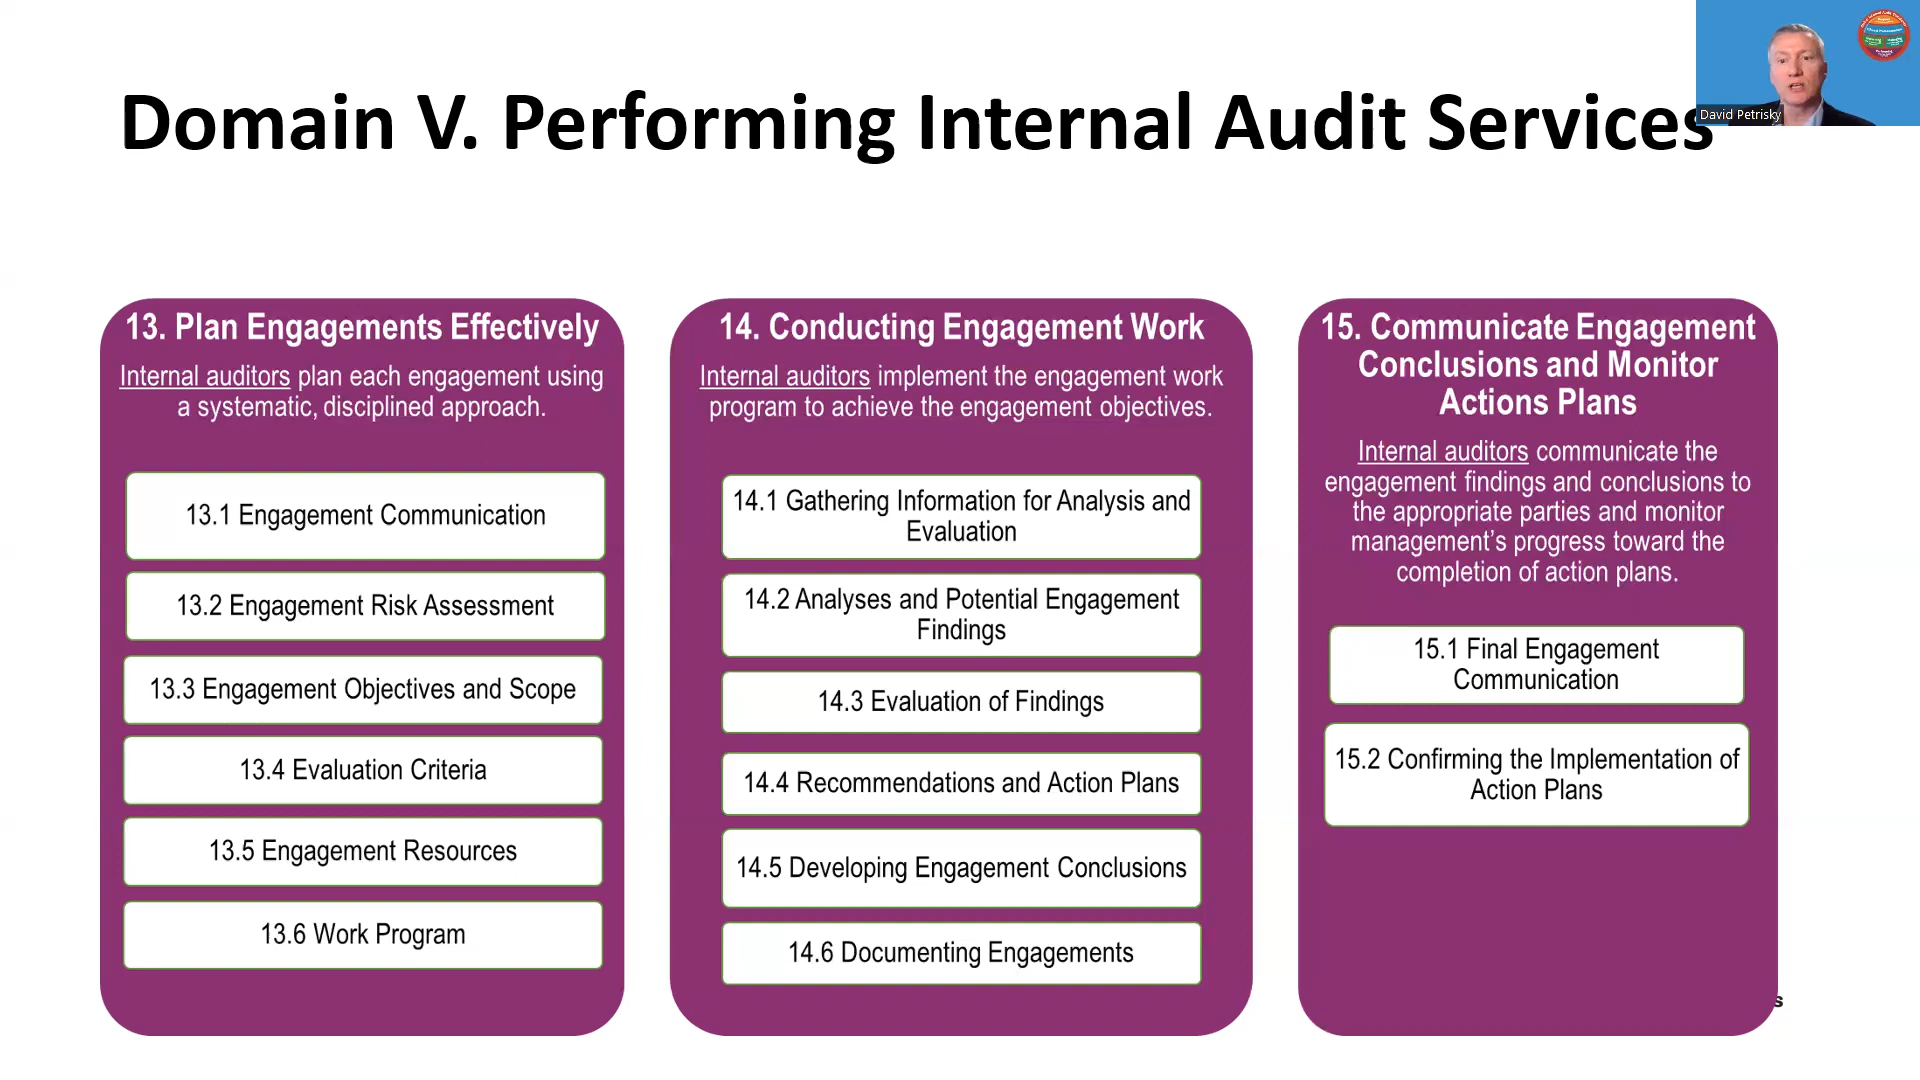 Domain V. Performing Internal Audit Services
David Petrisky
13. Plan Engagements Effectively
Internal auditors plan each engagement using
a systematic, disciplined approach.
13.1 Engagement Communication
13.2 Engagement Risk Assessment
13.3 Engagement Objectives and Scope
13.4 Evaluation Criteria
13.5 Engagement Resources
13.6 Work Program
14. Conducting Engagement Work
Internal auditors implement the engagement work
program to achieve the engagement objectives.
14.1 Gathering Information for Analysis and
Evaluation
14.2 Analyses and Potential Engagement
Findings
14.3 Evaluation of Findings
14.4 Recommendations and Action Plans
14.5 Developing Engagement Conclusions
14.6 Documenting Engagements
15. Communicate Engagement
Conclusions and Monitor
Actions Plans
Internal auditors communicate the
engagement findings and conclusions to
the appropriate parties and monitor
management’s progress toward the
completion of action plans.
15.1 Final Engagement
Communication
15.2 Confirming the Implementation of
Action Plans
s